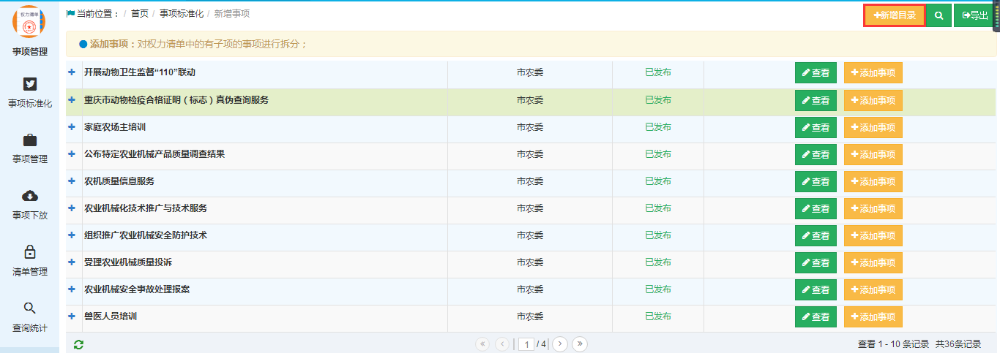 权力清单
事项管理
事项标准化
事项管理
事项下放
清单管理
查询统计
当前位置： / 首页 / 事项标准化 / 新增事项
新增目录
导出
添加事项：对权力清单中的有子项的事项进行拆分；
开展动物卫生监督“110”联动 市农委 已发布 查看 添加事项
重庆市动物检疫合格证明（标志）真伪查询服务 市农委 已发布 查看 添加事项
家庭农场主培训 市农委 已发布 查看 添加事项
公布特定农业机械产品质量调查结果 市农委 已发布 查看 添加事项
农机质量信息服务 市农委 已发布 查看 添加事项
农业机械化技术推广与技术服务 市农委 已发布 查看 添加事项
组织推广农业机械安全防护技术 市农委 已发布 查看 添加事项
受理农业机械质量投诉 市农委 已发布 查看 添加事项
农业机械安全事故处理报案 市农委 已发布 查看 添加事项
兽医人员培训 市农委 已发布 查看 添加事项
1 / 4
查看 1 - 10 条记录 共36条记录